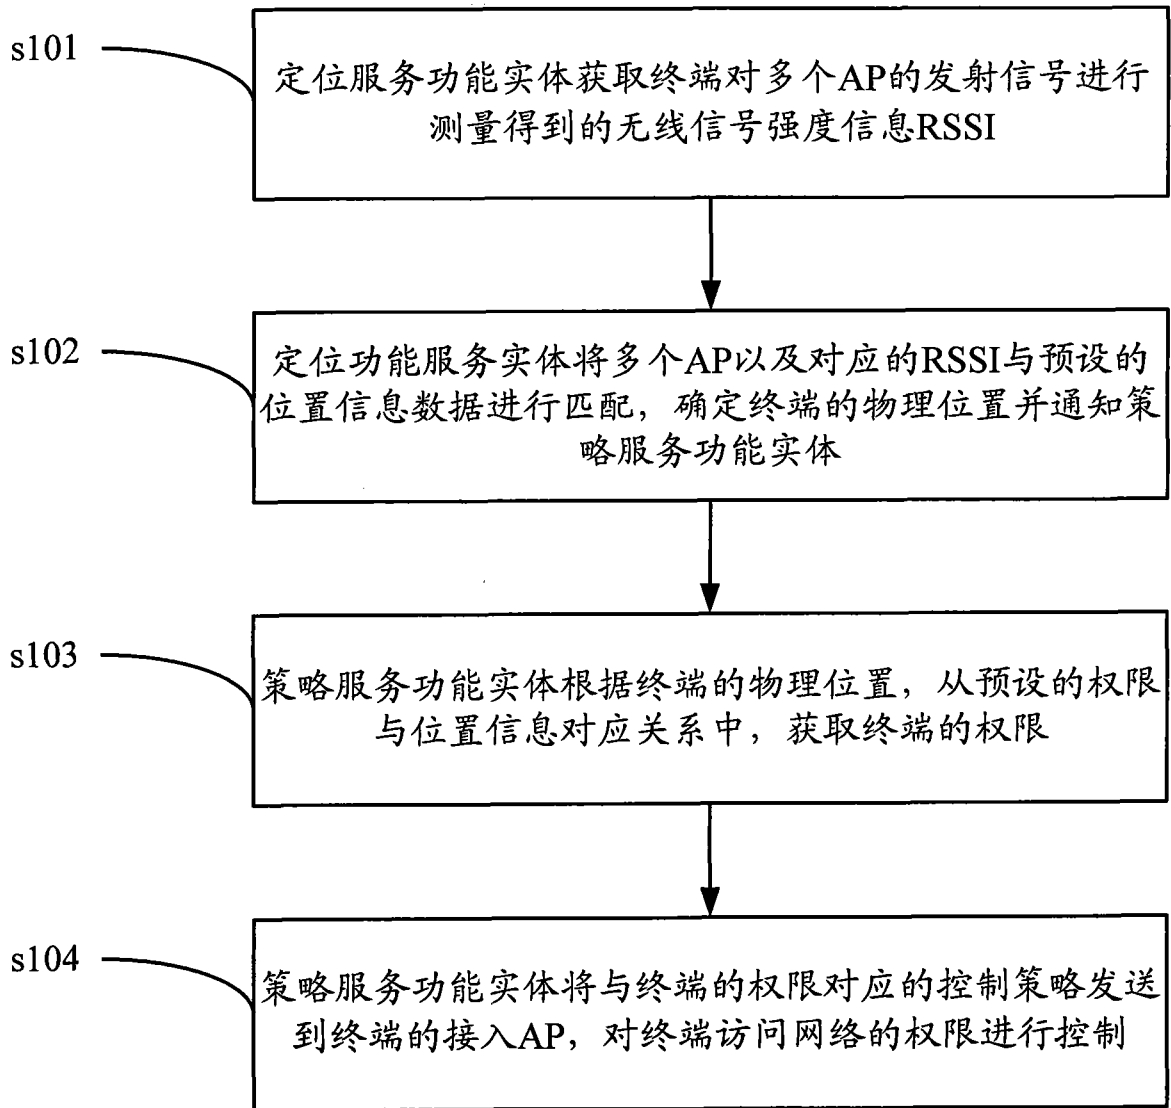 s101
定位服务功能实体获取终端对多个AP的发射信号进行
测量得到的无线信号强度信息RSSI
s102
定位功能服务实体将多个AP以及对应的RSSI与预设的
位置信息数据进行匹配，确定终端的物理位置并通知策
略服务功能实体
s103
策略服务功能实体根据终端的物理位置，从预设的权限
与位置信息对应关系中，获取终端的权限
s104
策略服务功能实体将与终端的权限对应的控制策略发送
到终端的接入AP，对终端访问网络的权限进行控制